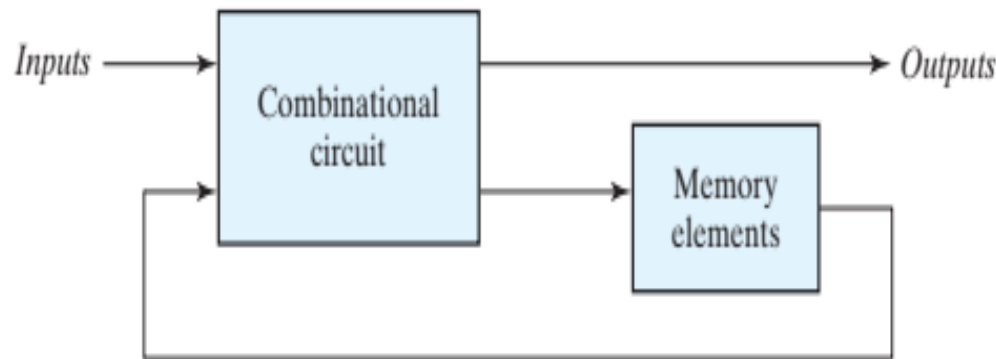 Inputs
Combinational
circuit
Outputs
Memory
elements